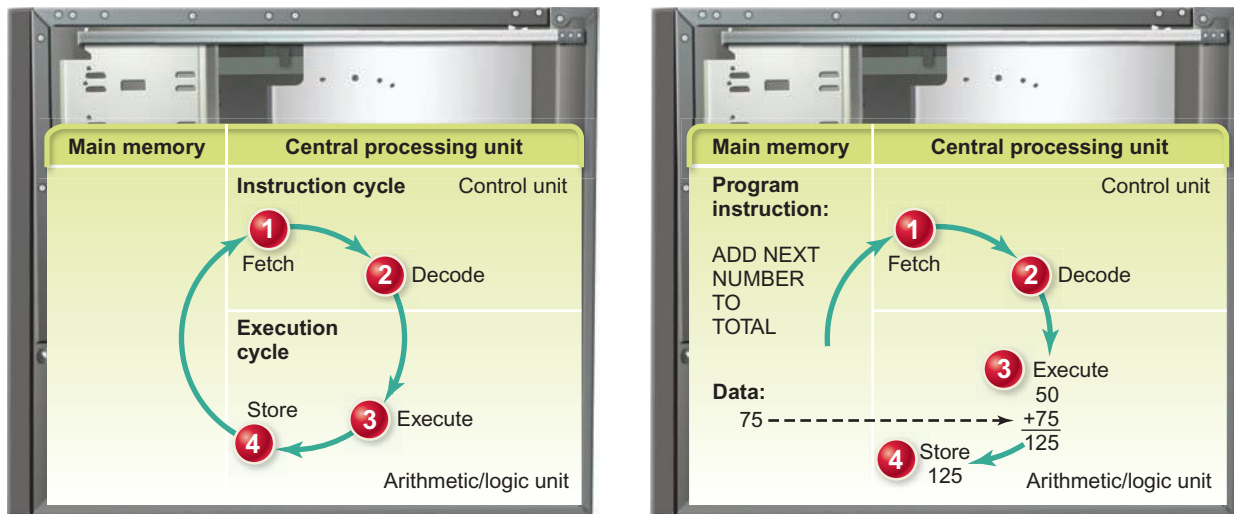 Main memory
Central processing unit
Instruction cycle
Control unit
1
Fetch
2
Decode
Execution
cycle
Store
4
3
Execute
Arithmetic/logic unit
Main memory
Central processing unit
Program
instruction:
Control unit
1
Fetch
ADD NEXT
NUMBER
TO
TOTAL
2
Decode
3
Execute
50
Data:
75
+75
125
4
Store
125
Arithmetic/logic unit